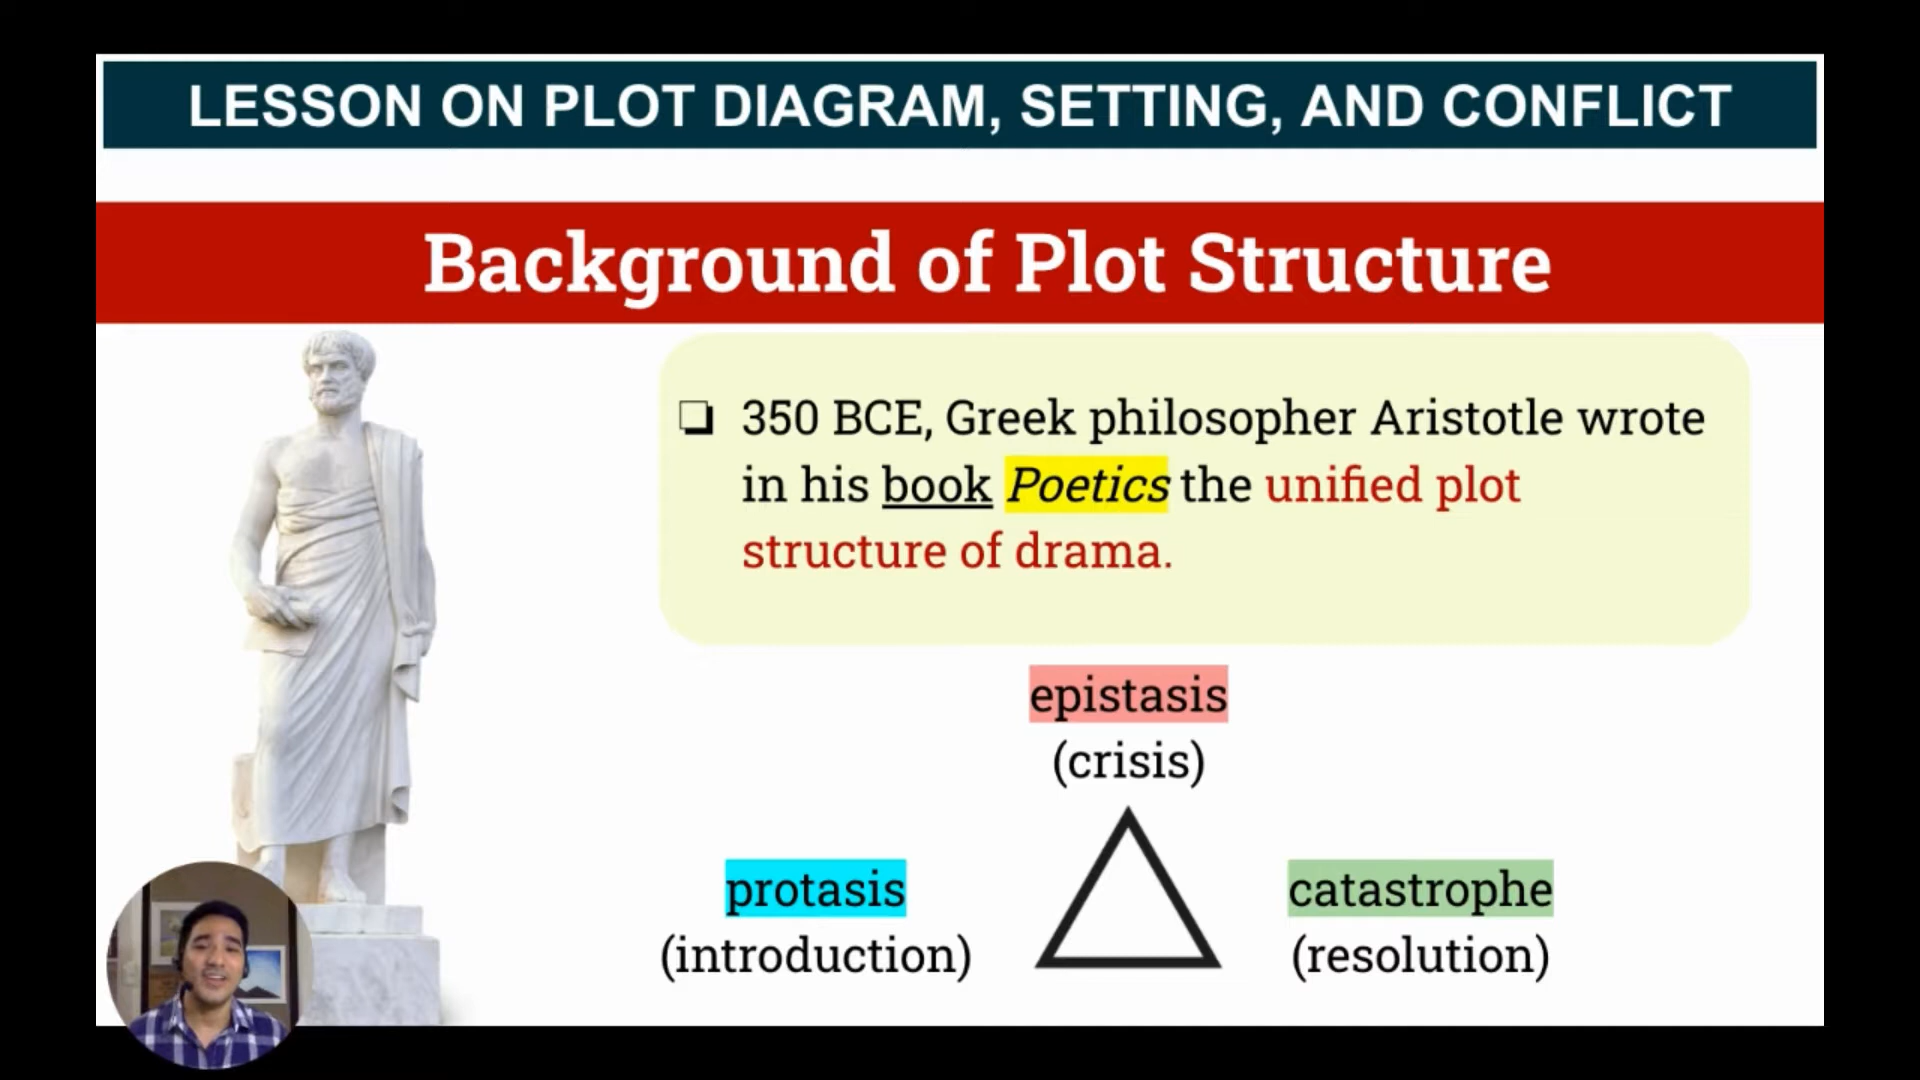 LESSON ON PLOT DIAGRAM, SETTING, AND CONFLICT
Background of Plot Structure
❑ 350 BCE, Greek philosopher Aristotle wrote
in his book Poetics the unified plot
structure of drama.
epistasis
(crisis)
protasis
(introduction)
catastrophe
(resolution)